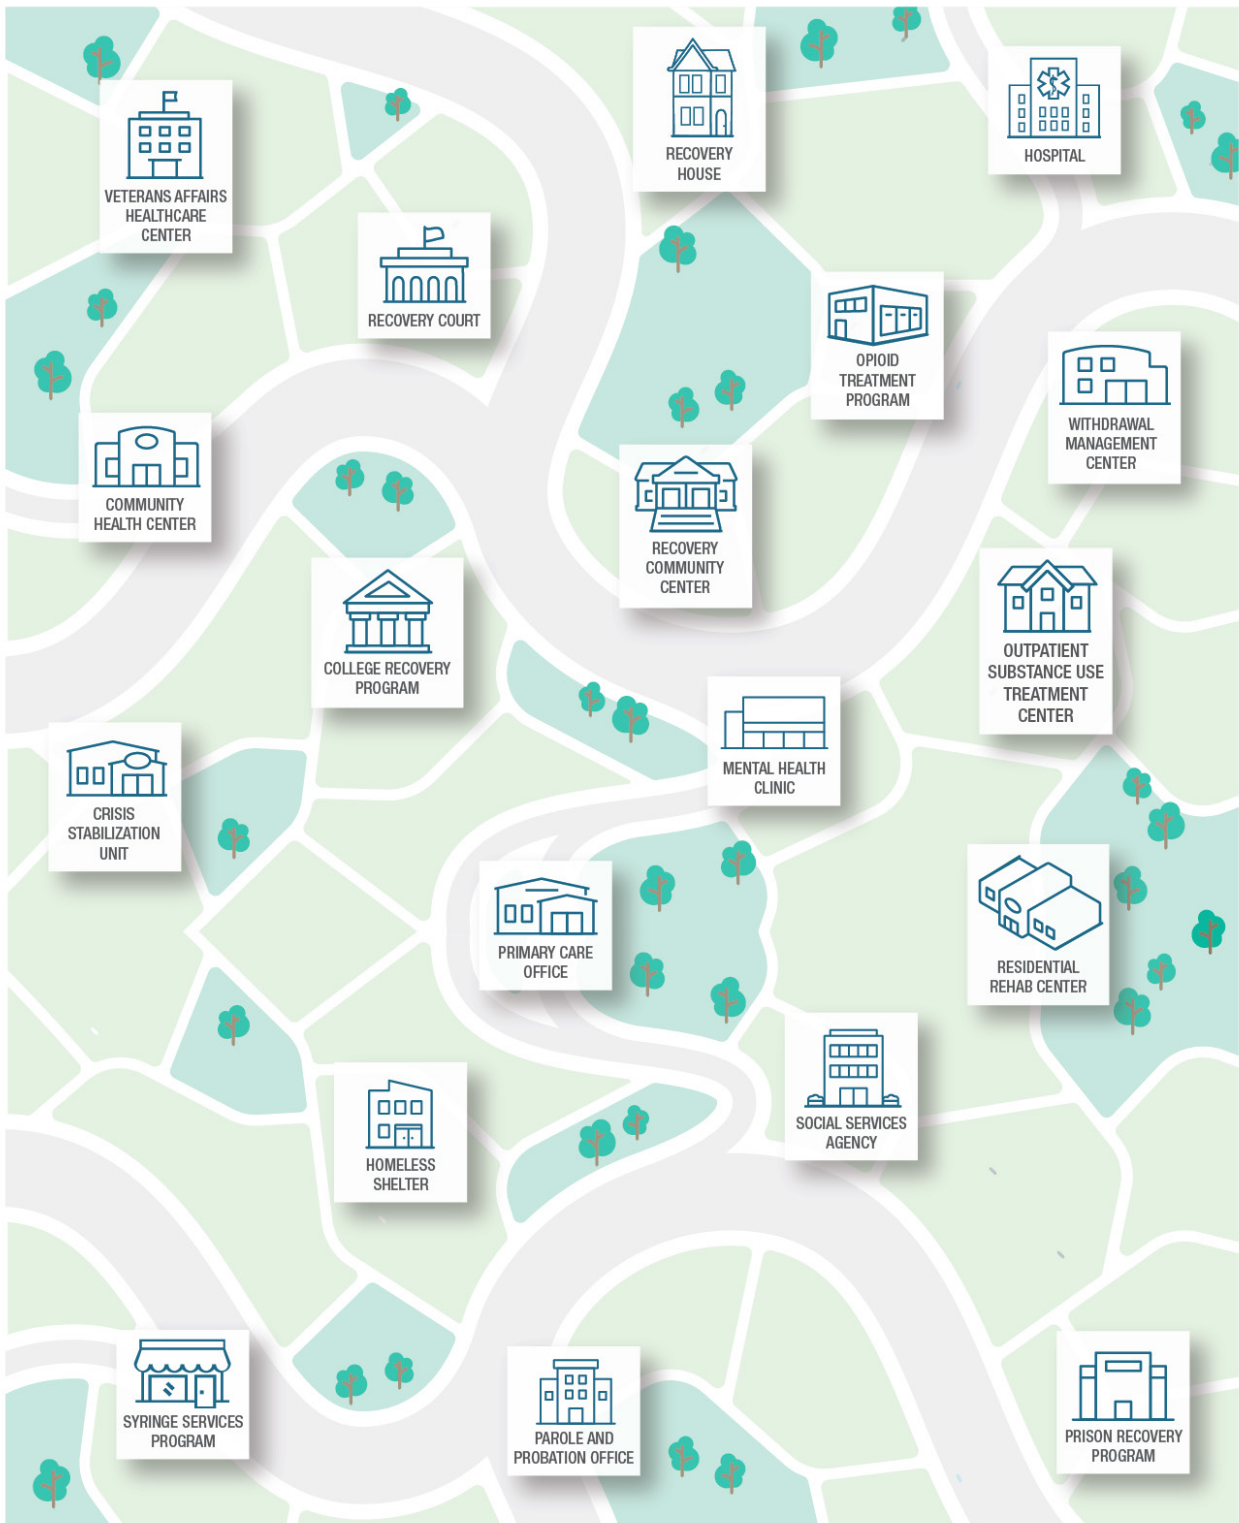 RECOVERY
HOUSE
HOSPITAL
VETERANS AFFAIRS
HEALTHCARE
CENTER
RECOVERY COURT
OPIOID
TREATMENT
PROGRAM
WITHDRAWAL
MANAGEMENT
CENTER
COMMUNITY
HEALTH CENTER
RECOVERY
COMMUNITY
CENTER
COLLEGE RECOVERY
PROGRAM
OUTPATIENT
SUBSTANCE USE
TREATMENT
CENTER
MENTAL HEALTH
CLINIC
CRISIS
STABILIZATION
UNIT
PRIMARY CARE
OFFICE
RESIDENTIAL
REHAB CENTER
SOCIAL SERVICES
AGENCY
HOMELESS
SHELTER
SYRINGE SERVICES
PROGRAM
PAROLE AND
PROBATION OFFICE
PRISON RECOVERY
PROGRAM